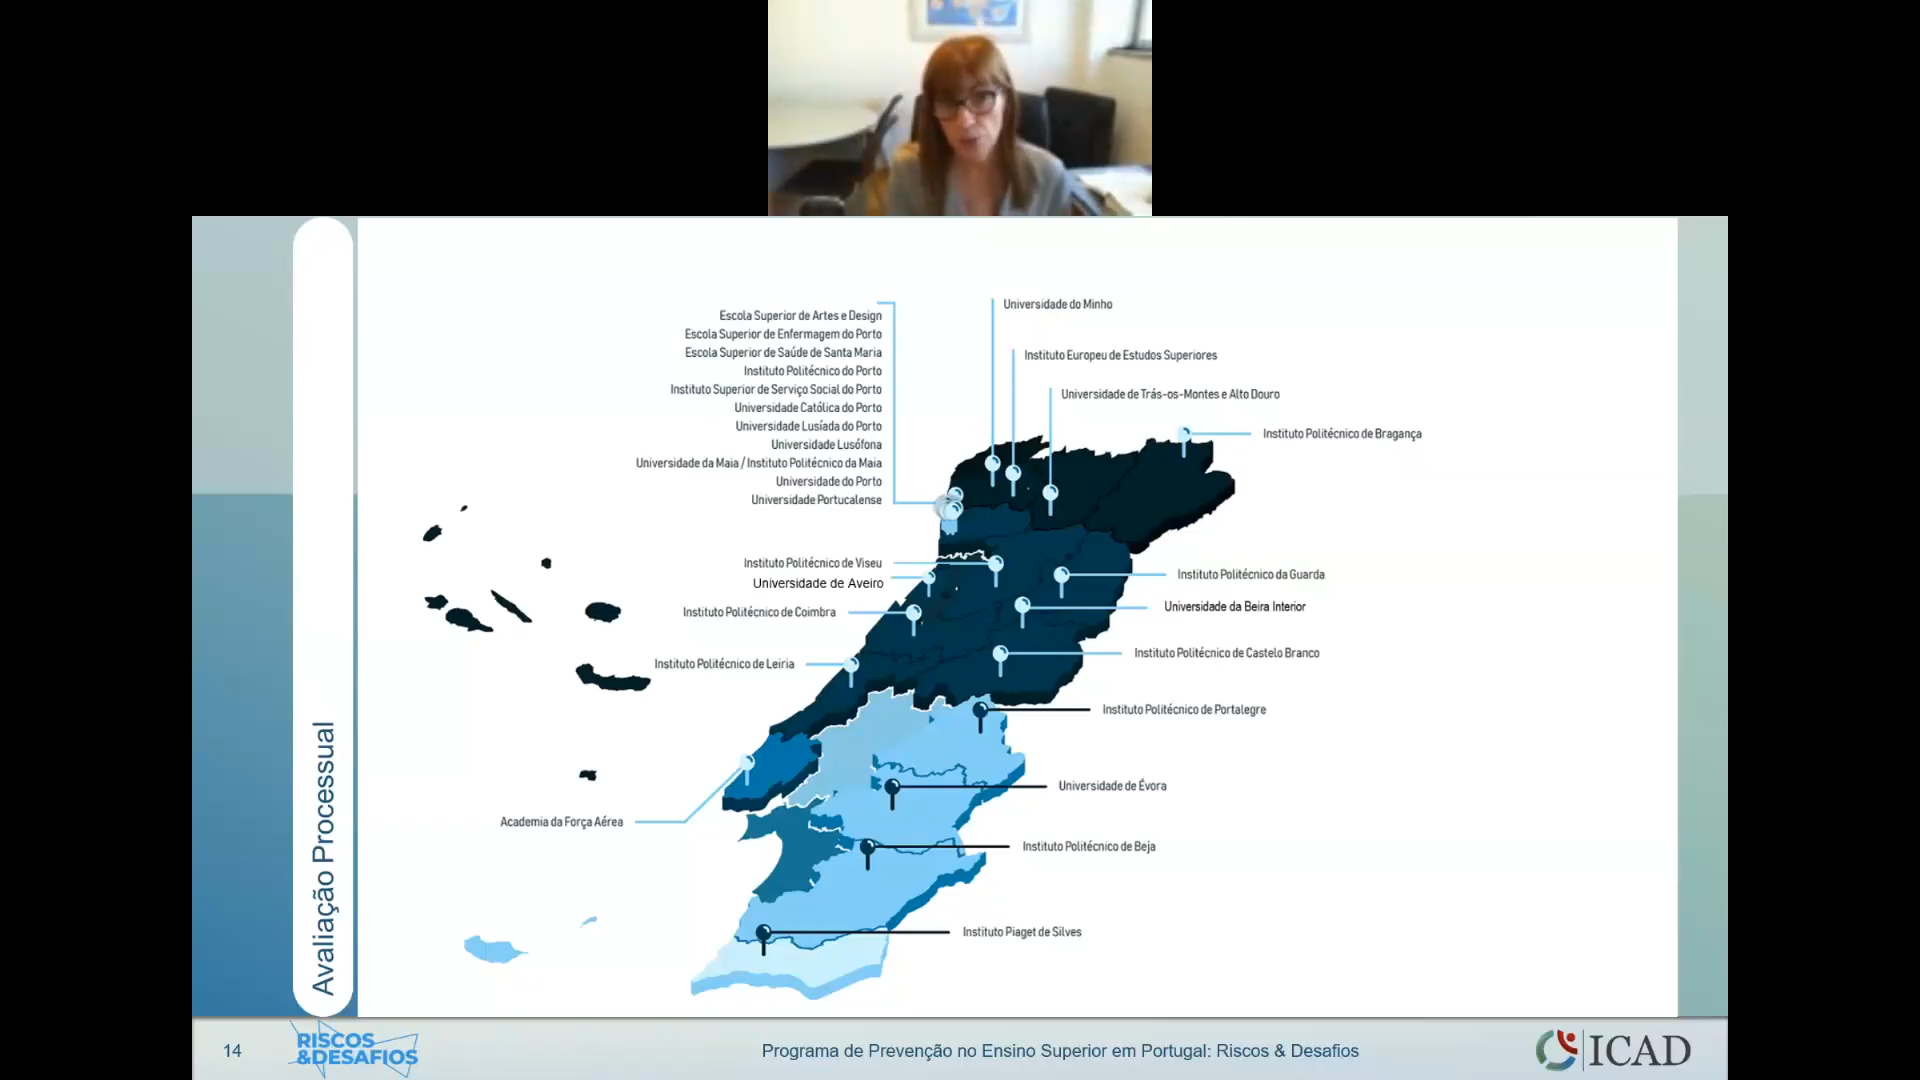 Universidade do Minho
Escola Superior de Artes e Design
Escola Superior de Enfermagem do Porto
Escola Superior de Saúde de Santa Maria
Instituto Politécnico do Porto
Instituto Superior de Serviço Social do Porto
Universidade Católica do Porto
Universidade Lusíada do Porto
Universidade Lusófona
Universidade da Maia / Instituto Politécnico da Maia
Universidade do Porto
Universidade Portucalense
Instituto Europeu de Estudos Superiores
Universidade de Trás-os-Montes e Alto Douro
Instituto Politécnico de Bragança
Instituto Politécnico de Viseu
Universidade de Aveiro
Instituto Politécnico de Coimbra
Instituto Politécnico de Leiria
Instituto Politécnico da Guarda
Universidade da Beira Interior
Instituto Politécnico de Castelo Branco
Instituto Politécnico de Portalegre
Universidade de Évora
Academia da Força Aérea
Instituto Politécnico de Beja
Instituto Piaget de Silves
Avaliação Processual
14
RISCOS
&DESAFIOS
Programa de Prevenção no Ensino Superior em Portugal: Riscos & Desafios
ICAD